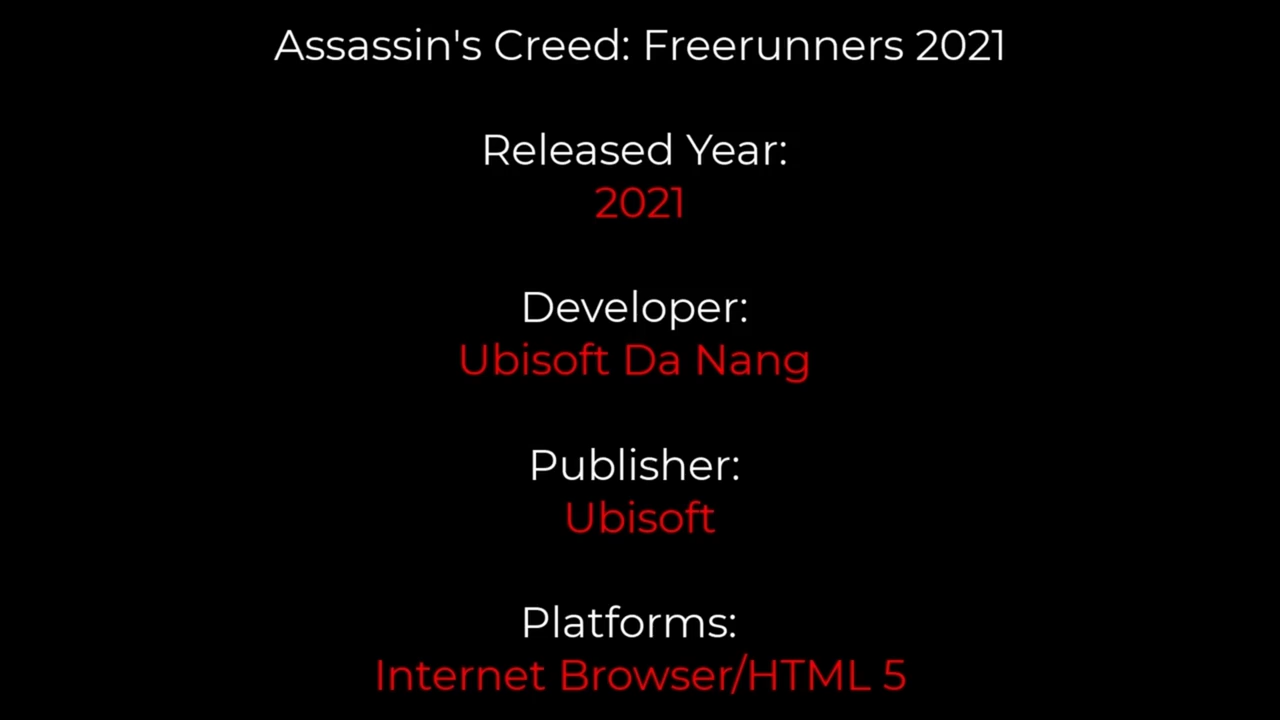 Assassin's Creed: Freerunners 2021
Released Year:
2021
Developer:
Ubisoft Da Nang
Publisher:
Ubisoft
Platforms:
Internet Browser/HTML 5